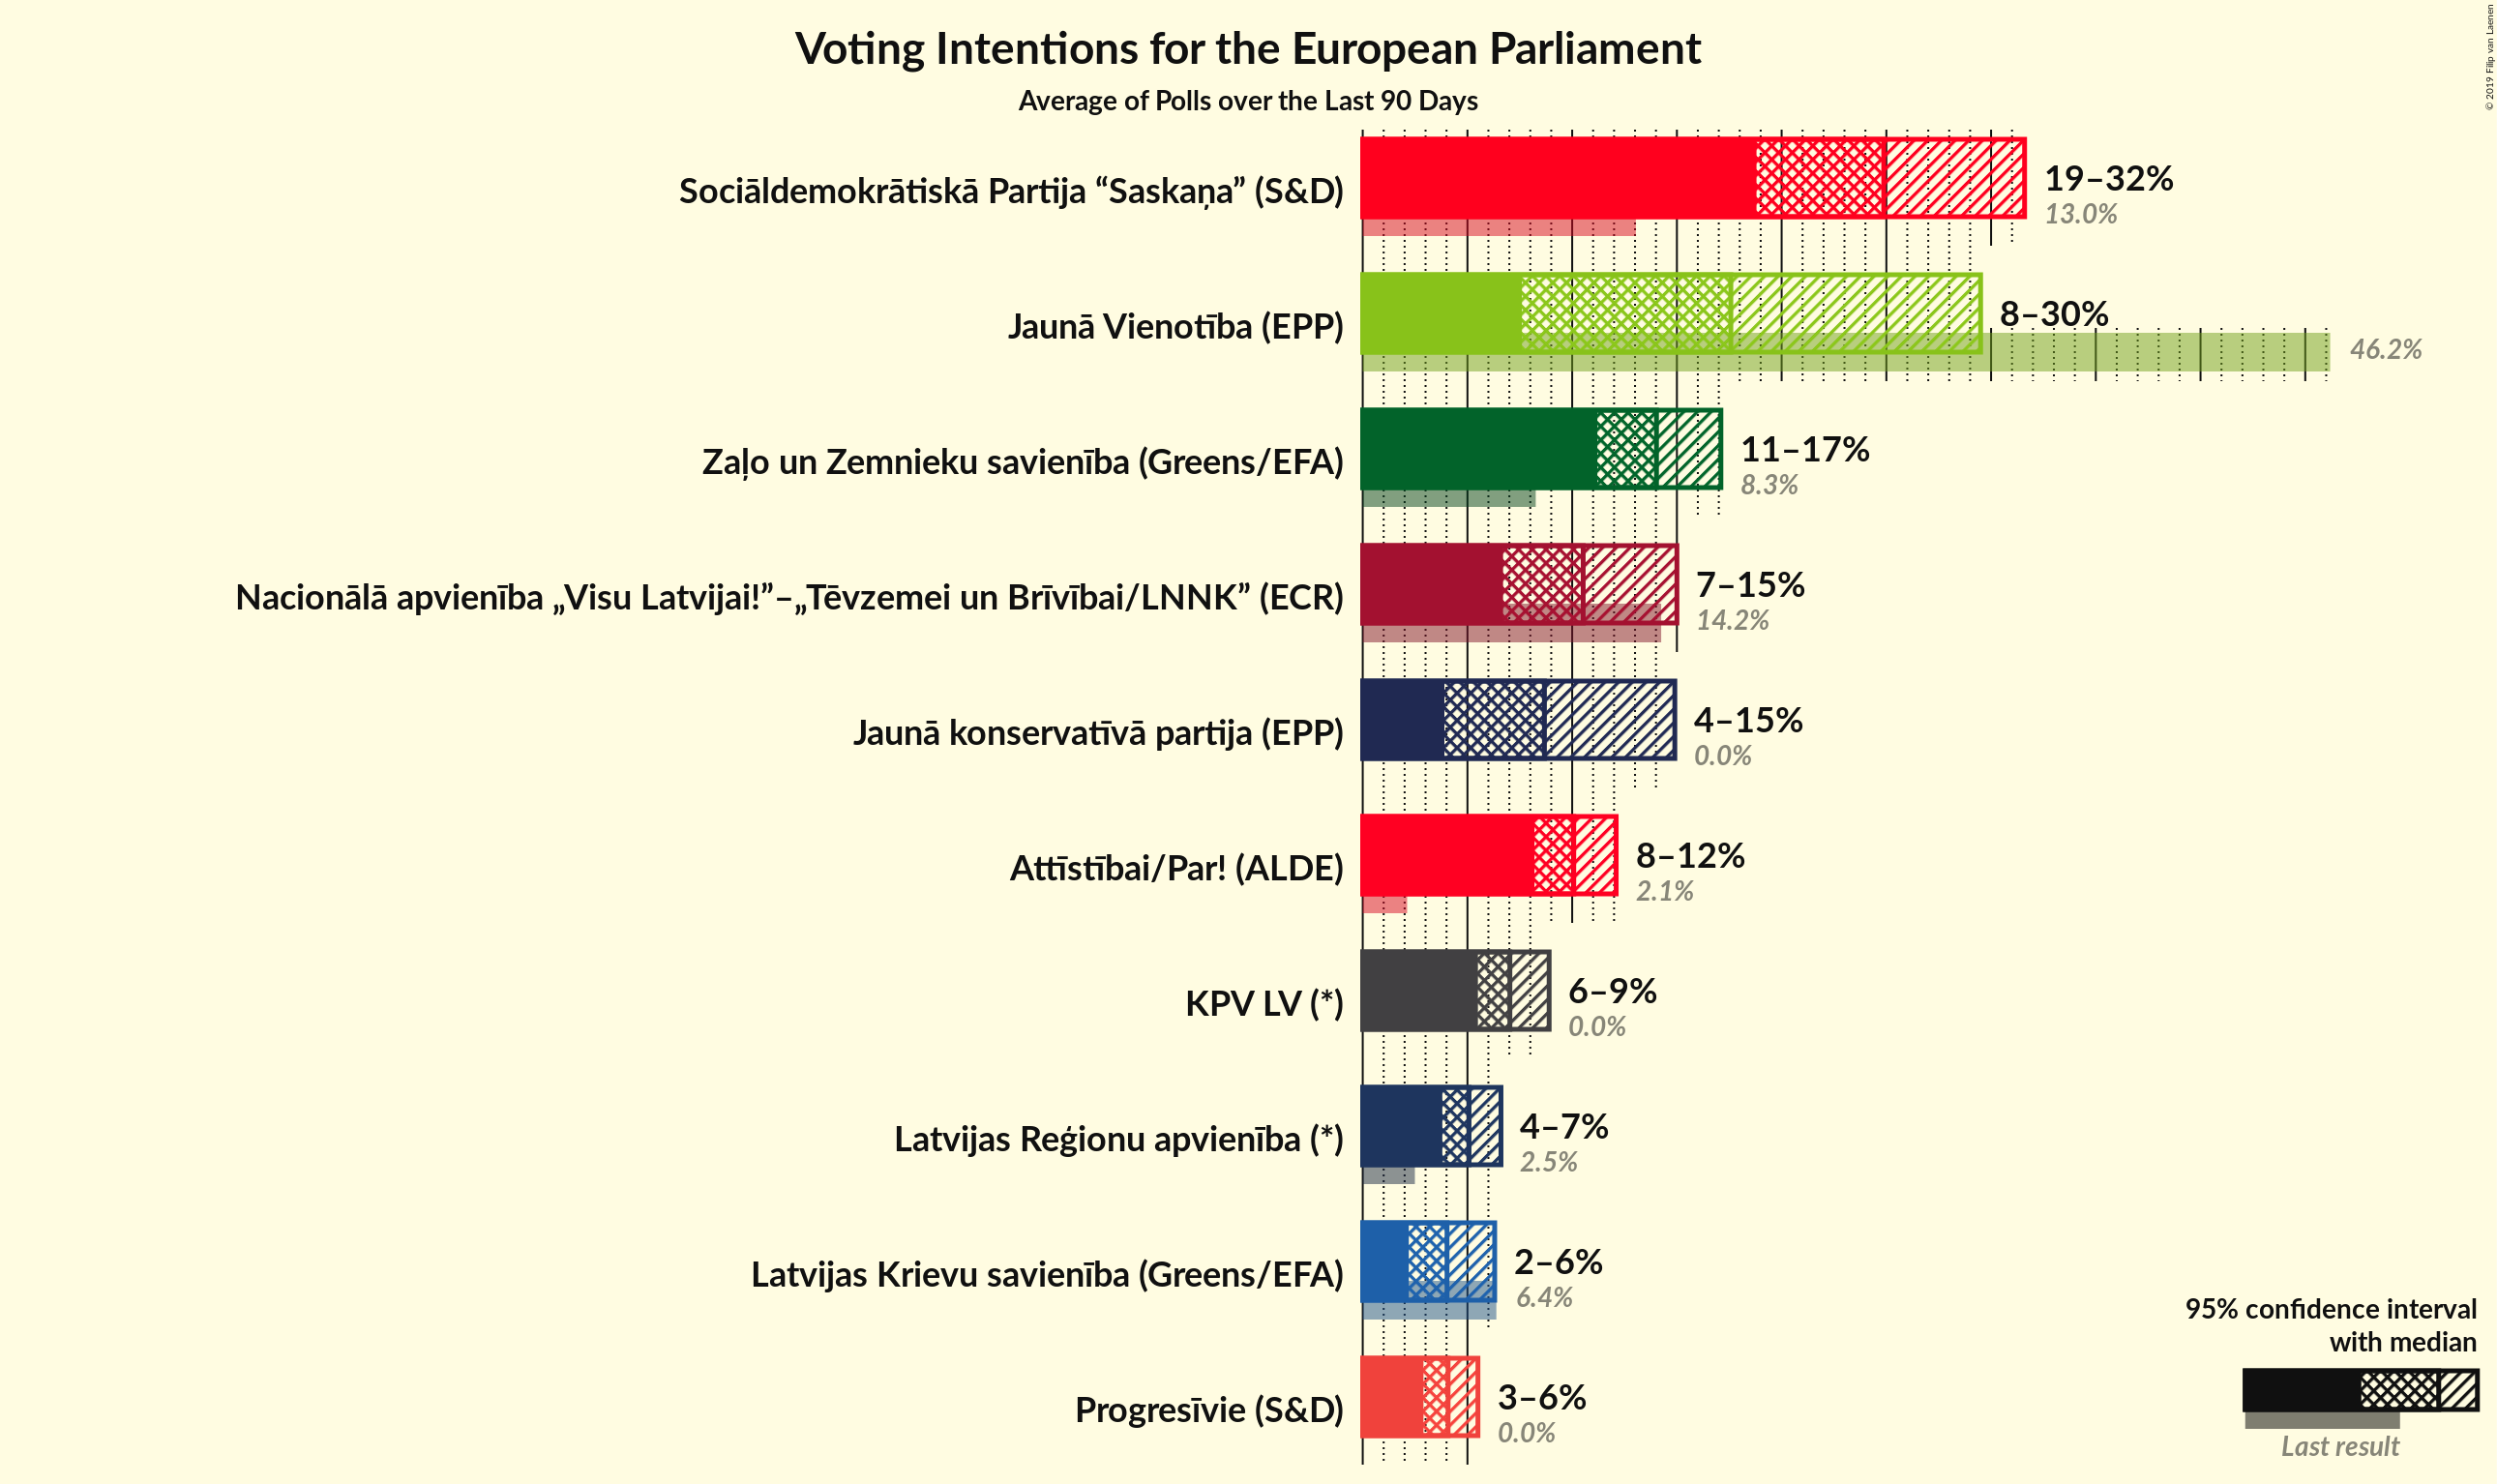 Voting Intentions for the European Parliament
Average of Polls over the Last 90 Days
© 2019 Filip van Laenen
Sociāldemokrātiskā Partija “Saskaņa” (S&D)
19–32%
13.0%
Jaunā Vienotība (EPP)
8–30%
46.2%
Zaļo un Zemnieku savienība (Greens/EFA)
11–17%
8.3%
Nacionālā apvienība „Visu Latvijai!”–„Tēvzemei un Brīvībai/LNNK” (ECR)
7–15%
14.2%
Jaunā konservatīvā partija (EPP)
4–15%
0.0%
Attīstībai/Par! (ALDE)
8–12%
2.1%
KPV LV (*)
6–9%
0.0%
Latvijas Reģionu apvienība (*)
4–7%
2.5%
Latvijas Krievu savienība (Greens/EFA)
2–6%
6.4%
Progresīvie (S&D)
3–6%
0.0%
95% confidence interval
with median
Last result